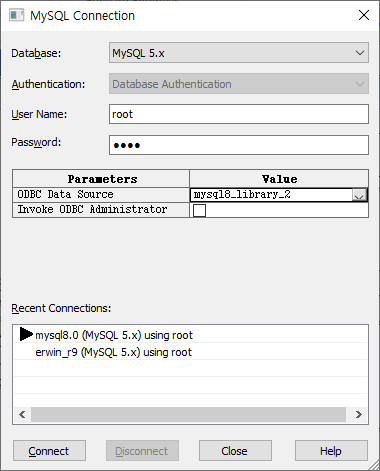 MySQL Connection
Database: MySQL 5.x
Authentication: Database Authentication
User Name: root
Password: ●●●●
Parameters Value
ODBC Data Source mysql8_library_2
Invoke ODBC Administrator
Recent Connections:
mysql8.0 (MySQL 5.x) using root
erwin_r9 (MySQL 5.x) using root
Connect Disconnect Close Help